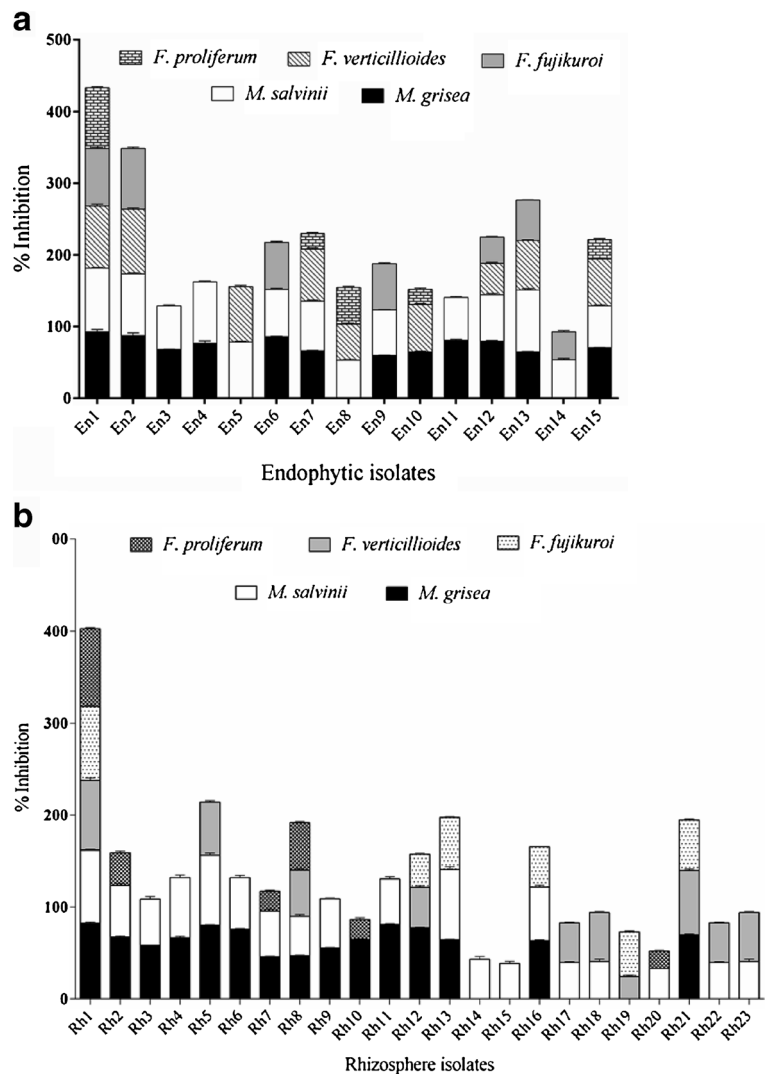 a
500
400
300
200
100
0
% Inhibition
F. proliferum F. verticillioides F. fujikuroi
M. salvinii M. grisea
En1 En2 En3 En4 En5 En6 En7 En8 En9 En10 En11 En12 En13 En14 En15
Endophytic isolates
b
00
400
300
200
100
0
% Inhibition
F. proliferum F. verticillioides F. fujikuroi
M. salvinii M. grisea
Rh1 Rh2 Rh3 Rh4 Rh5 Rh6 Rh7 Rh8 Rh9 Rh10 Rh11 Rh12 Rh13 Rh14 Rh15 Rh16 Rh17 Rh18 Rh19 Rh20 Rh21 Rh22 Rh23
Rhizosphere isolates